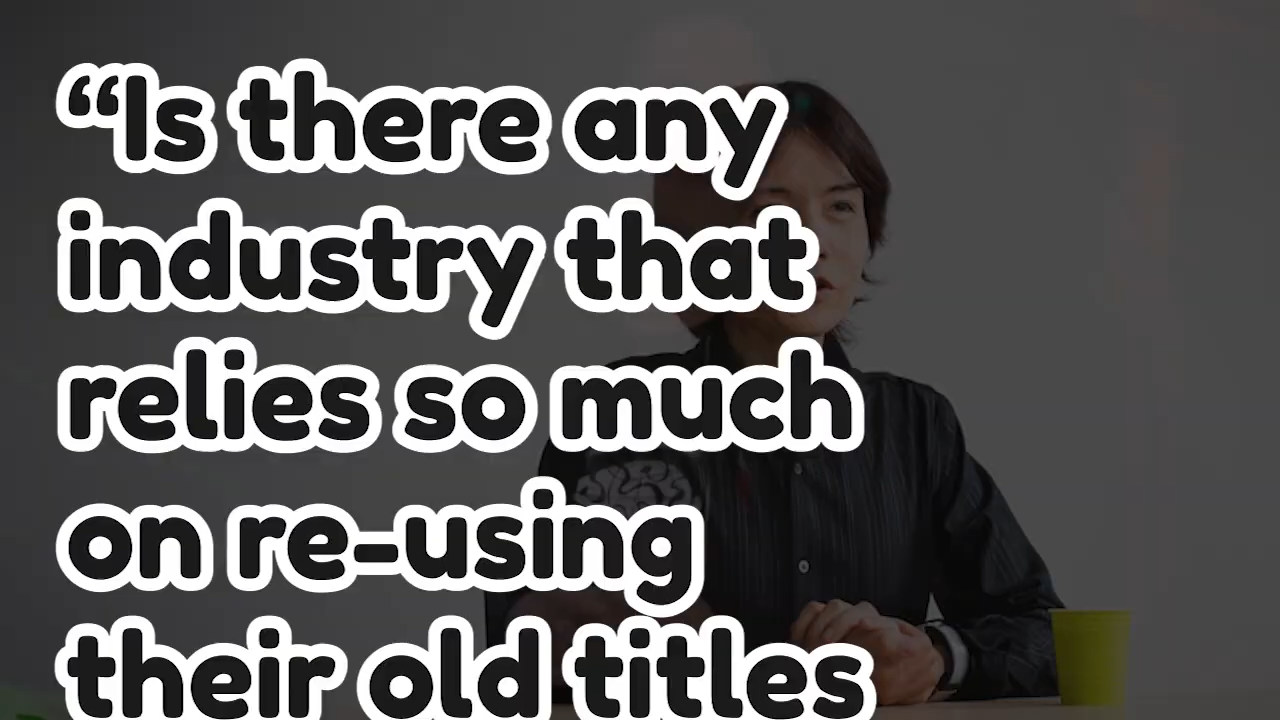 “Is there any
industry that
relies so much
on re-using
their old titles